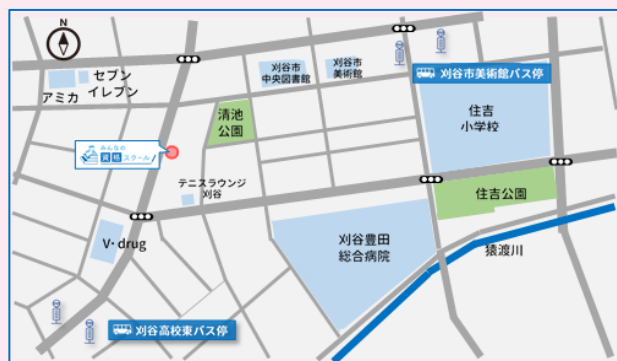 N
セブン
イレブン
アミカ
刈谷市
中央図書館
刈谷市
美術館
刈谷市美術館バス停
清池
公園
住吉
小学校
みんなの
資格スクール
テニスラウンジ
刈谷
住吉公園
V・drug
刈谷豊田
総合病院
猿渡川
刈谷高校東バス停